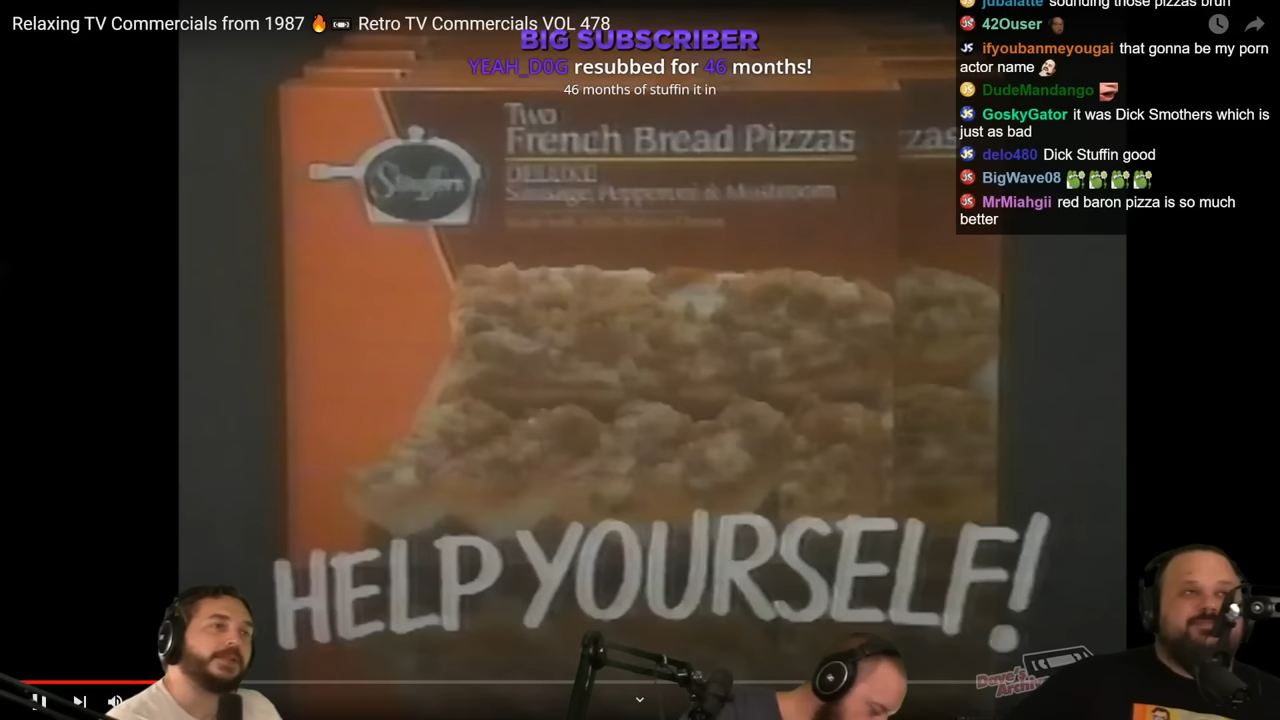 Relaxing TV Commercials from 1987 🔥📼 Retro TV Commercials VOL 478
BIG SUBSCRIBER
YEAH_D0G resubbed for 46 months!
46 months of stuffin it in
jubalatte sounding those pizzas bruh
42Ouser
ifyoubanmeyougai that gonna be my porn
actor name
DudeMandango
GoskyGator it was Dick Smothers which is
just as bad
delo480 Dick Stuffin good
BigWave08
MrMiahgii red baron pizza is so much
better
Two
French Bread Pizzas
zas
DELUXE
Sausage, Pepperoni & Mushroom
Stouffer's
HELP YOURSELF!
Dave's
Archives